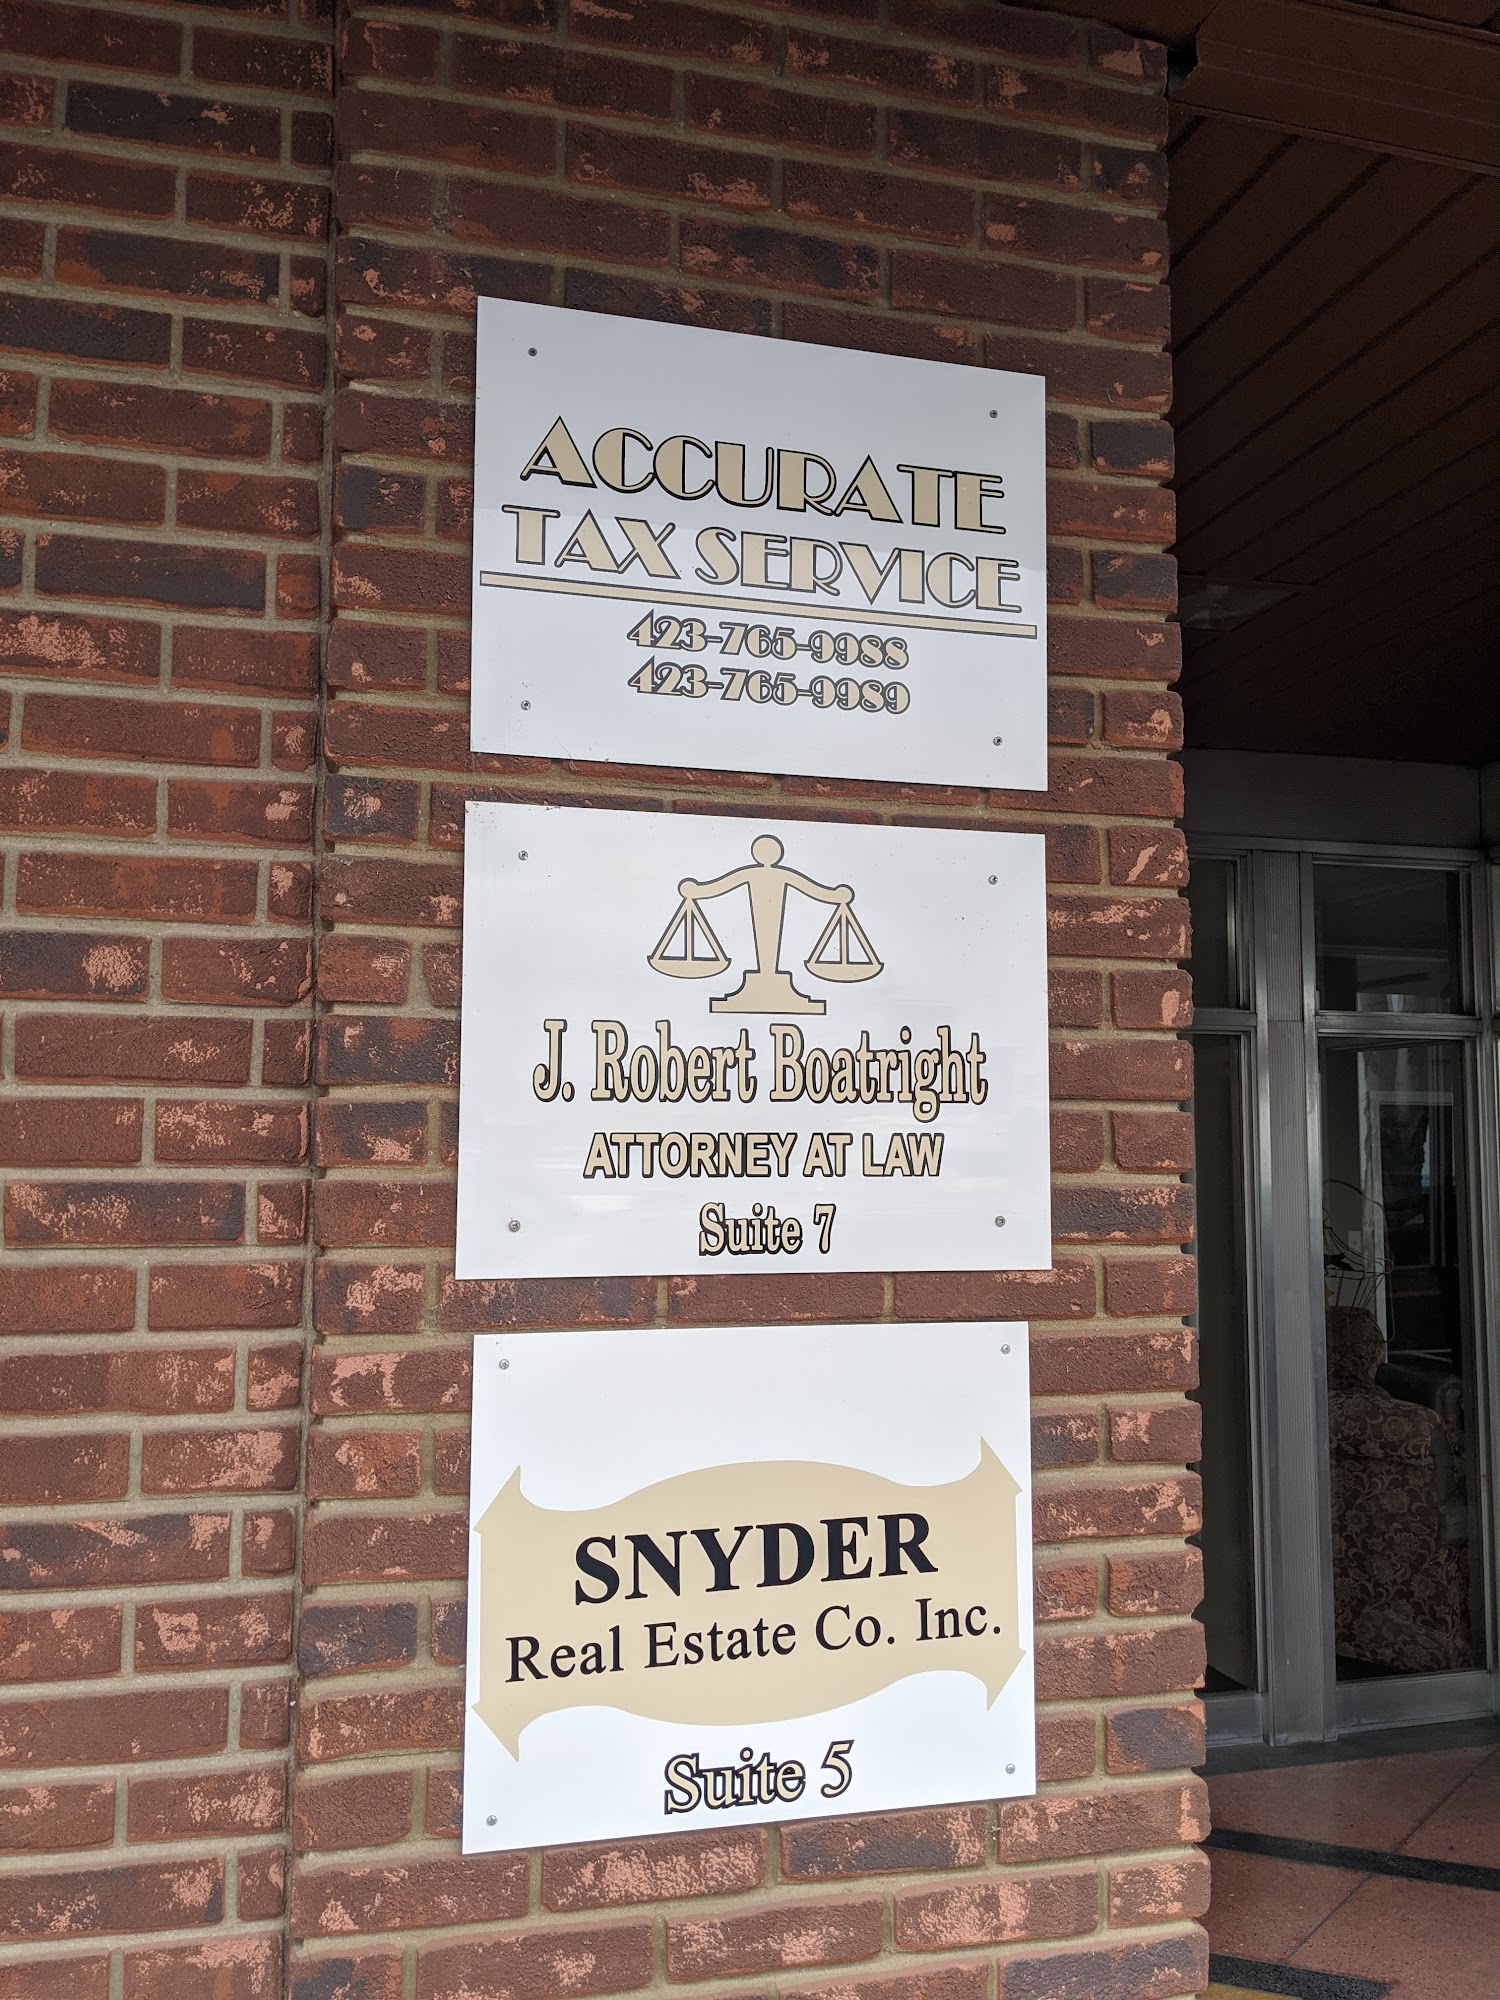 ACCURATE
TAX SERVICE
423-765-9988
423-765-9989
J. Robert Boatright
ATTORNEY AT LAW
Suite 7
SNYDER
Real Estate Co. Inc.
Suite 5